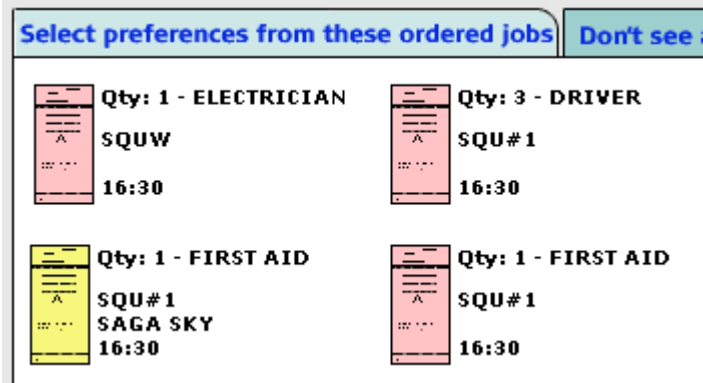 Select preferences from these ordered jobs
Don't see
Qty: 1 - ELECTRICIAN
SQUW
16:30
Qty: 3 - DRIVER
SQU#1
16:30
Qty: 1 - FIRST AID
SQU#1
SAGA SKY
16:30
Qty: 1 - FIRST AID
SQU#1
16:30